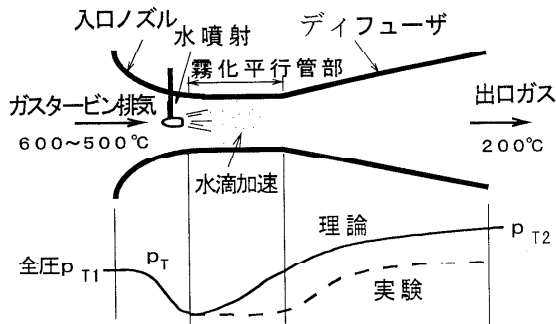 入口ノズル
水噴射
ディフューザ
霧化平行管部
ガスタービン排気
600~500℃
出口ガス
200℃
水滴加速
全圧p T1
p T
理論
p T2
実験